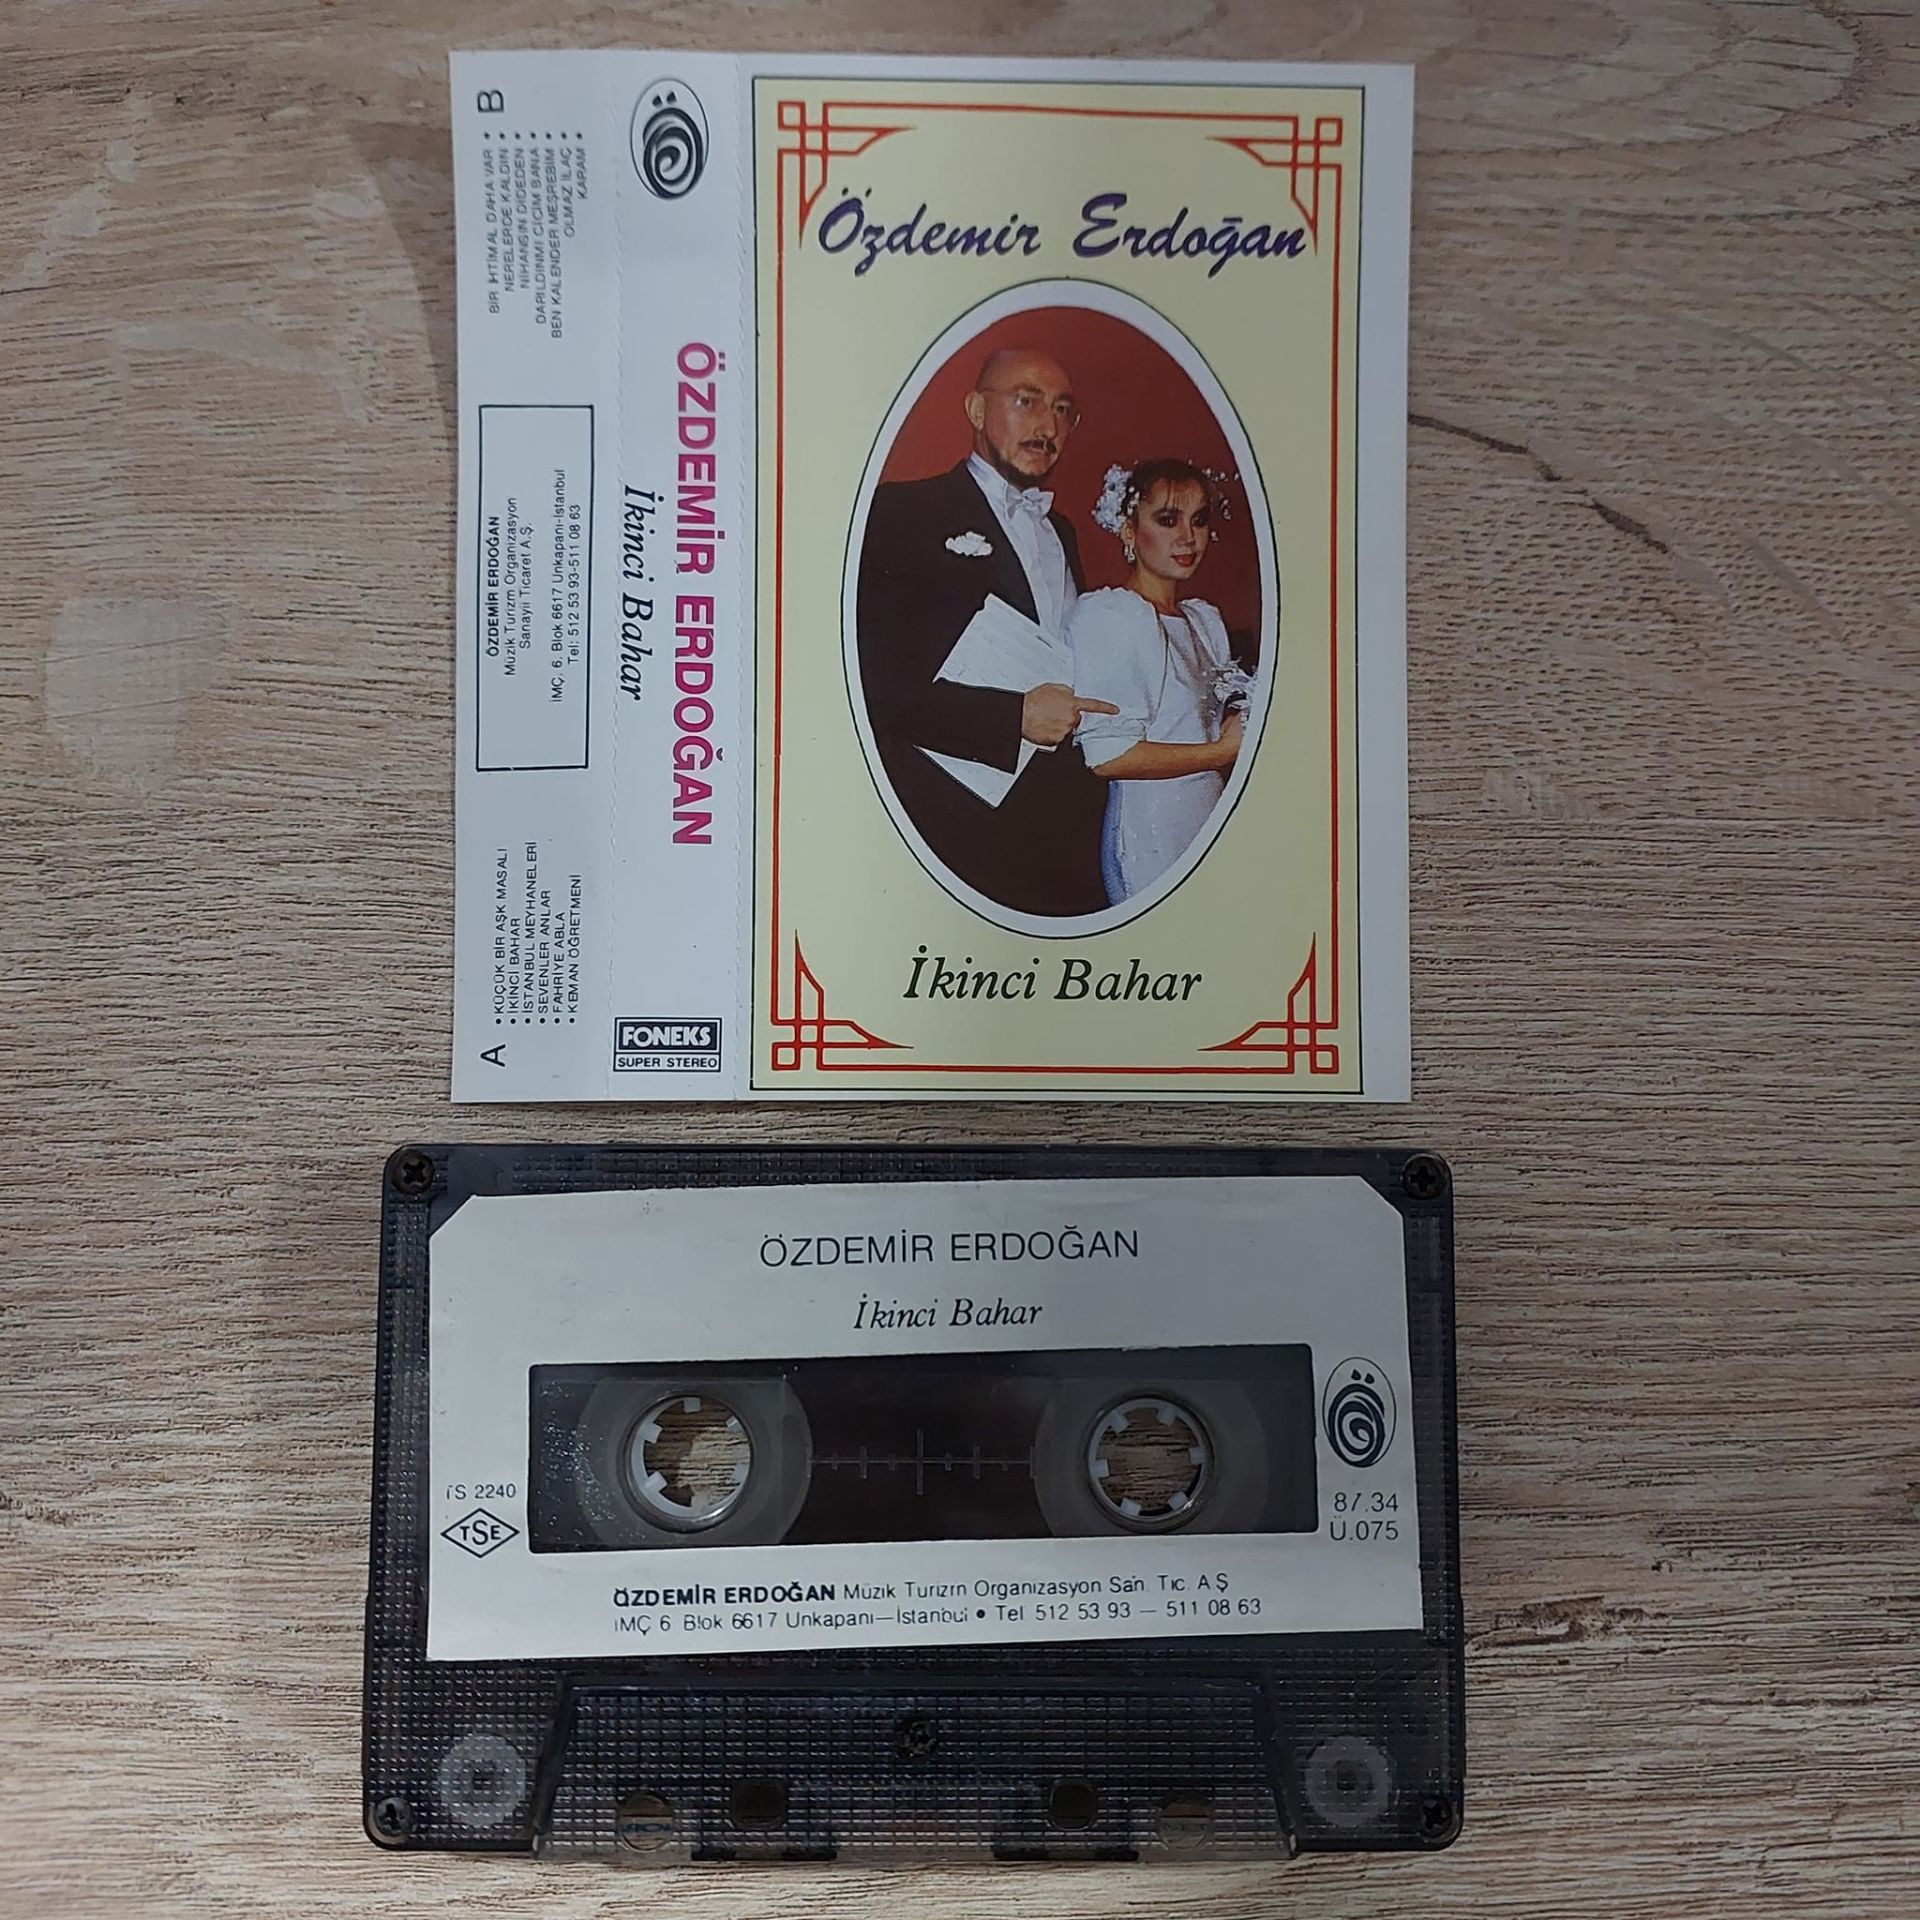 Özdemir Erdoğan
İkinci Bahar
ÖZDEMİR ERDOĞAN
İkinci Bahar
FONEKS
SUPER STEREO
A
• KÜÇÜK BİR AŞK MASALI
• İKİNCİ BAHAR
• İSTANBUL MEYHANELERİ
• SEVENLER ANLAR
• FAHRİYE ABLA
• KEMAN ÖĞRETMENİ
ÖZDEMİR ERDOĞAN
Müzik Turizm Organizasyon
Sanayii Ticaret A.Ş.
İMÇ. 6. Blok 6617 Unkapanı-İstanbul
Tel: 512 53 93-511 08 63
B
BİR İHTİMAL DAHA VAR •
NERELERDE KALDIN •
NİHANSIN DİDEDEN •
DARILDINMI CİCİM BANA •
BEN KALENDER MEŞREBİM •
OLMAZ İLAÇ •
KARAM •
ÖZDEMİR ERDOĞAN
İkinci Bahar
TS 2240
TSE
87.34
Ü.075
ÖZDEMİR ERDOĞAN Müzik Turizm Organizasyon San. Tic. A.Ş
İMÇ 6 Blok 6617 Unkapanı—İstanbul • Tel 512 53 93 — 511 08 63